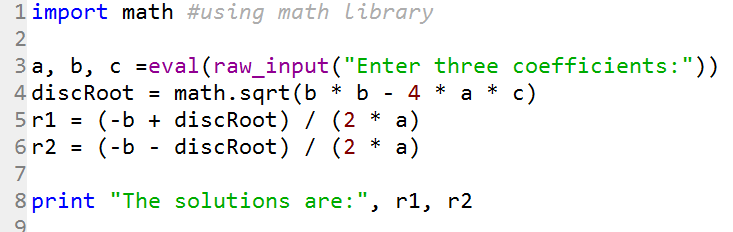 1 import math #using math library
2
3 a, b, c =eval(raw_input("Enter three coefficients:"))
4 discRoot = math.sqrt(b * b - 4 * a * c)
5 r1 = (-b + discRoot) / (2 * a)
6 r2 = (-b - discRoot) / (2 * a)
7
8 print "The solutions are:", r1, r2
9